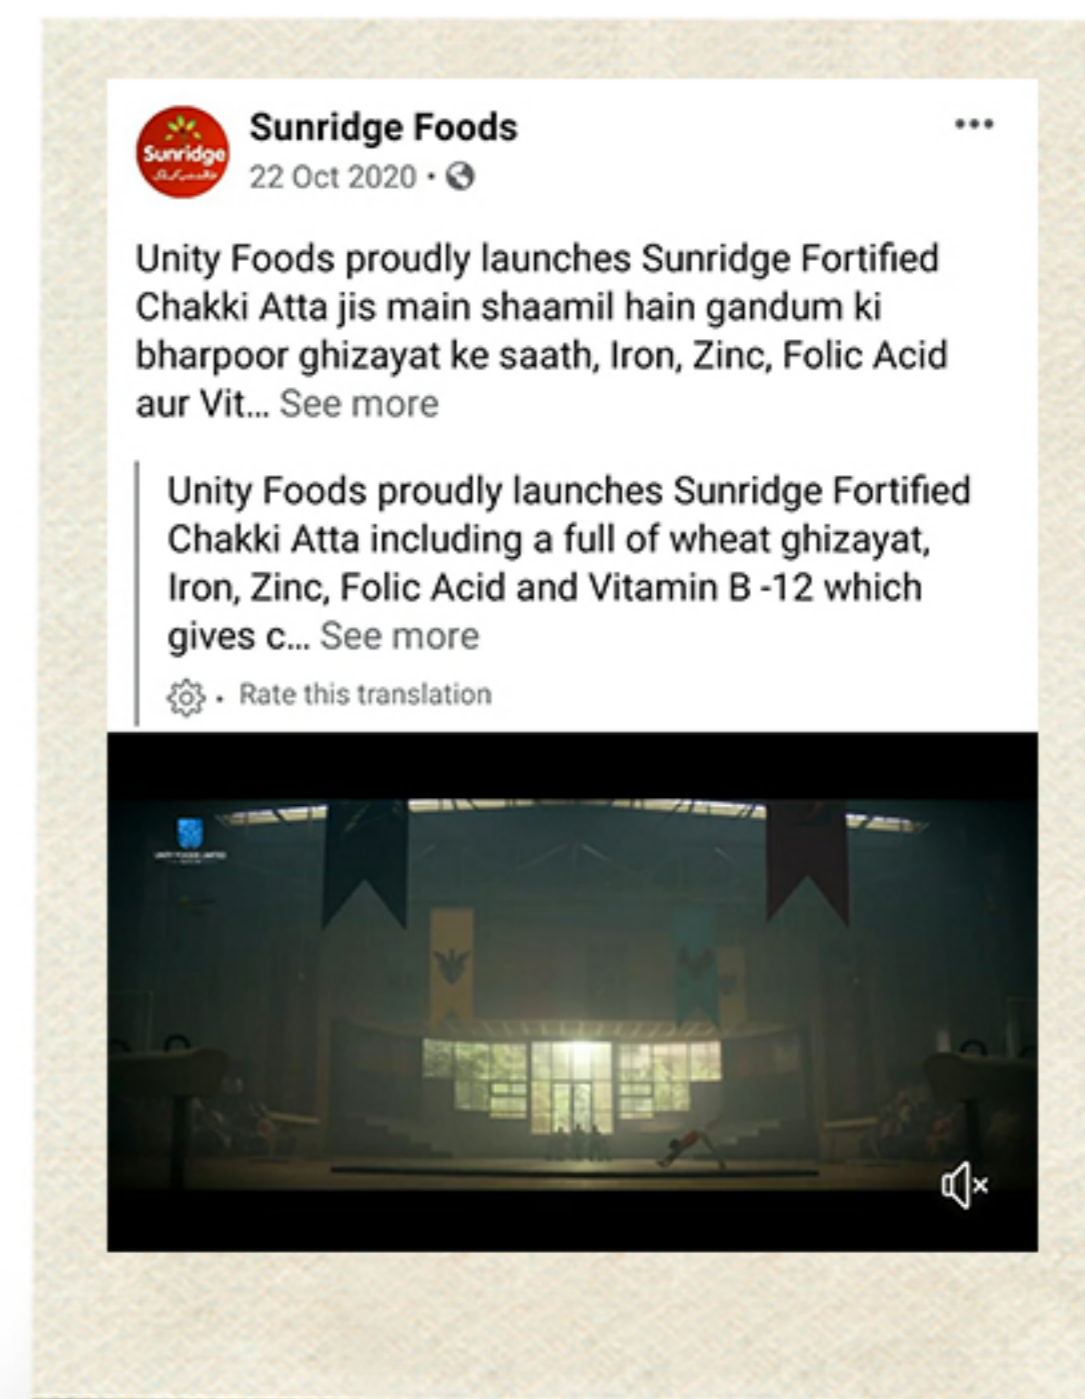 Sunridge
Sunridge Foods
22 Oct 2020 •
Unity Foods proudly launches Sunridge Fortified
Chakki Atta jis main shaamil hain gandum ki
bharpoor ghizayat ke saath, Iron, Zinc, Folic Acid
aur Vit... See more
Unity Foods proudly launches Sunridge Fortified
Chakki Atta including a full of wheat ghizayat,
Iron, Zinc, Folic Acid and Vitamin B -12 which
gives c... See more
• Rate this translation
UNITY FOODS LIMITED